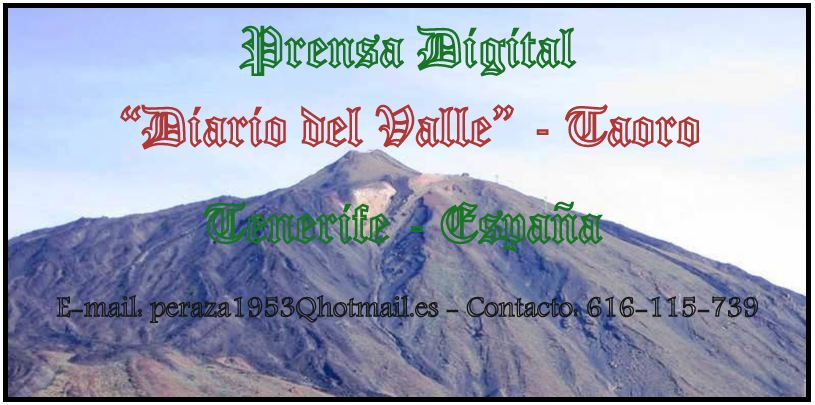 Prensa Digital
“Diario del Valle” - Taoro
Tenerife - España
E-mail: peraza1953Qhotmail.es - Contacto: 616-115-739